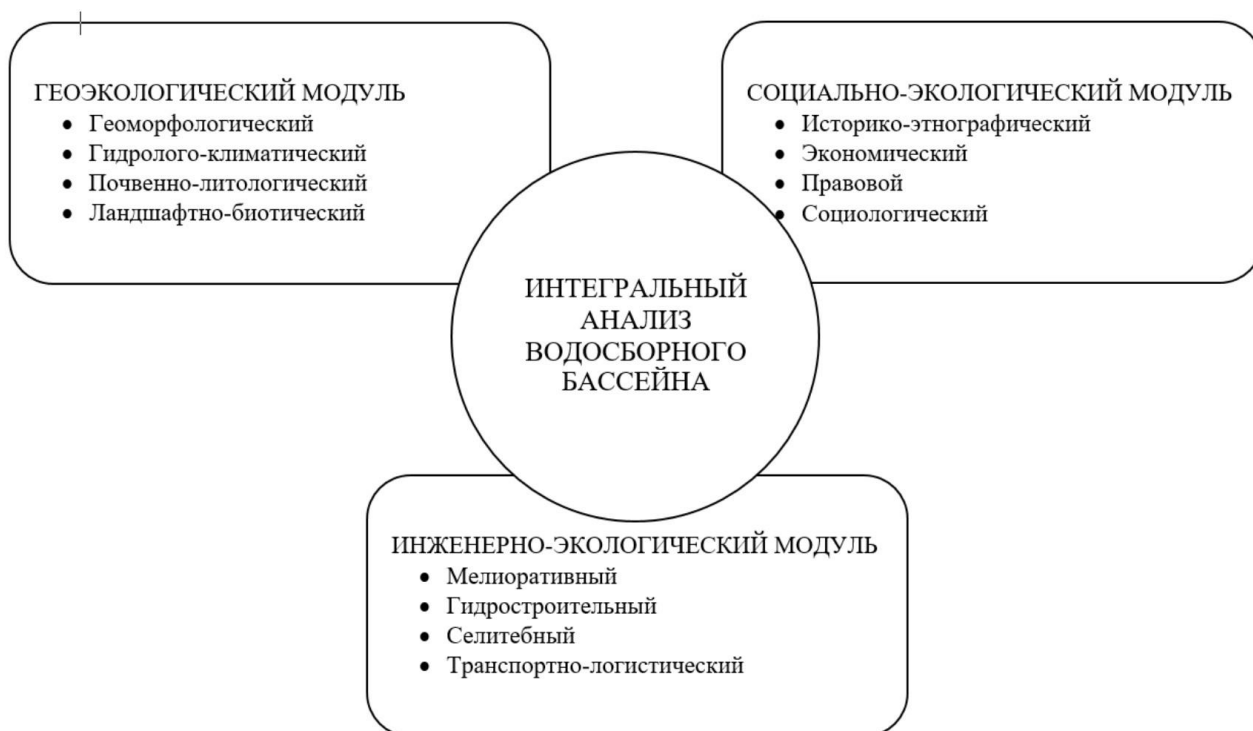 ГЕОЭКОЛОГИЧЕСКИЙ МОДУЛЬ
• Геоморфологический
• Гидролого-климатический
• Почвенно-литологический
• Ландшафтно-биотический
СОЦИАЛЬНО-ЭКОЛОГИЧЕСКИЙ МОДУЛЬ
• Историко-этнографический
• Экономический
• Правовой
• Социологический
ИНТЕГРАЛЬНЫЙ
АНАЛИЗ
ВОДОСБОРНОГО
БАССЕЙНА
ИНЖЕНЕРНО-ЭКОЛОГИЧЕСКИЙ МОДУЛЬ
• Мелиоративный
• Гидростроительный
• Селитебный
• Транспортно-логистический